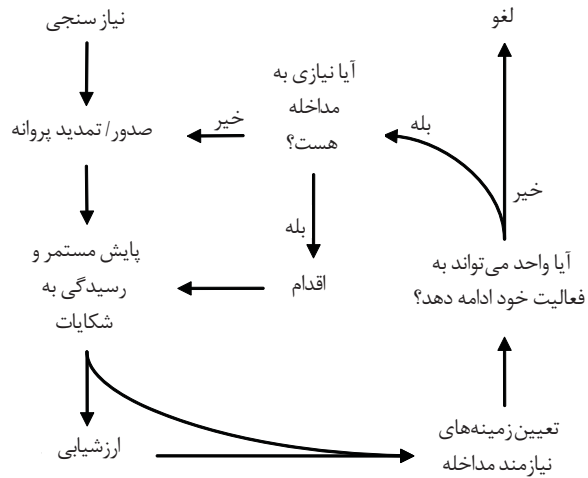 نیاز سنجی
صدور/ تمدید پروانه
پایش مستمر و
رسیدگی به
شکایات
ارزشیابی
تعیین زمینه‌های
نیازمند مداخله
آیا واحد می‌تواند به
فعالیت خود ادامه دهد؟
خیر
لغو
بله
آیا نیازی به
مداخله
هست؟
خیر
بله
اقدام